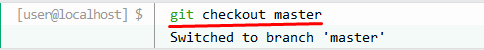 [user@localhost] $ git checkout master
Switched to branch 'master'